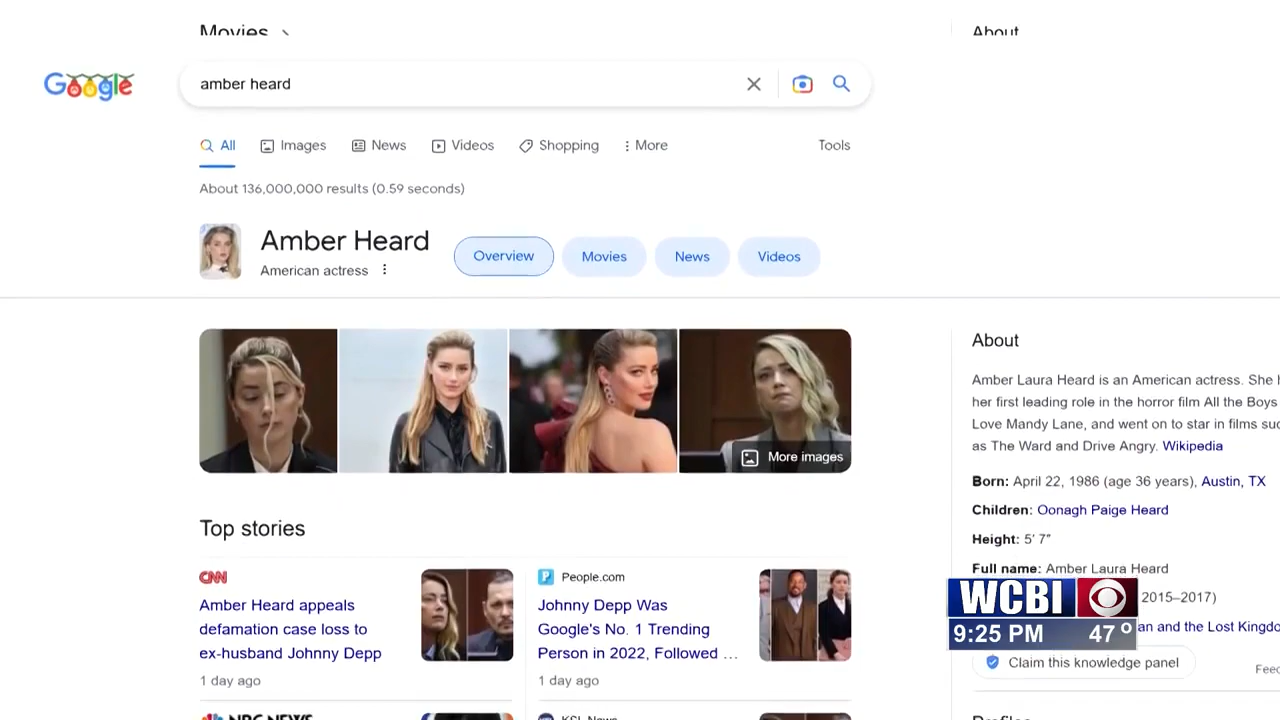 Movies
About
Google
amber heard
All
Images
News
Videos
Shopping
More
Tools
About 136,000,000 results (0.59 seconds)
Amber Heard
American actress
Overview
Movies
News
Videos
More images
About
Amber Laura Heard is an American actress. She h
her first leading role in the horror film All the Boys
Love Mandy Lane, and went on to star in films suc
as The Ward and Drive Angry. Wikipedia
Born: April 22, 1986 (age 36 years), Austin, TX
Children: Oonagh Paige Heard
Height: 5′ 7″
Full name: Amber Laura Heard
2015–2017)
an and the Lost Kingdo
Claim this knowledge panel
Feed
Top stories
CNN
Amber Heard appeals
defamation case loss to
ex-husband Johnny Depp
1 day ago
People.com
Johnny Depp Was
Google's No. 1 Trending
Person in 2022, Followed ...
1 day ago
NBC NEWS
KSL News
Profiles
WCBI
9:25 PM 47°